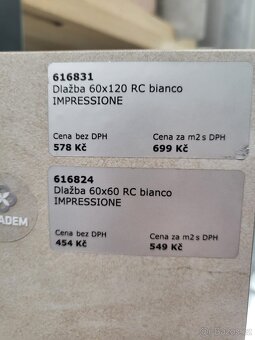 616831
Dlažba 60x120 RC bianco
IMPRESSIONE
Cena bez DPH Cena za m2 s DPH
578 Kč 699 Kč
616824
Dlažba 60x60 RC bianco
IMPRESSIONE
Cena bez DPH Cena za m2 s DPH
454 Kč 549 Kč
ADEM